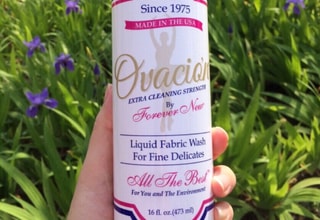 Since 1975
MADE IN THE USA
Ovación
EXTRA CLEANING STRENGTH
By
Forever New
Liquid Fabric Wash
For Fine Delicates
All The Best
For You and The Environment
16 fl. oz. (473 ml)